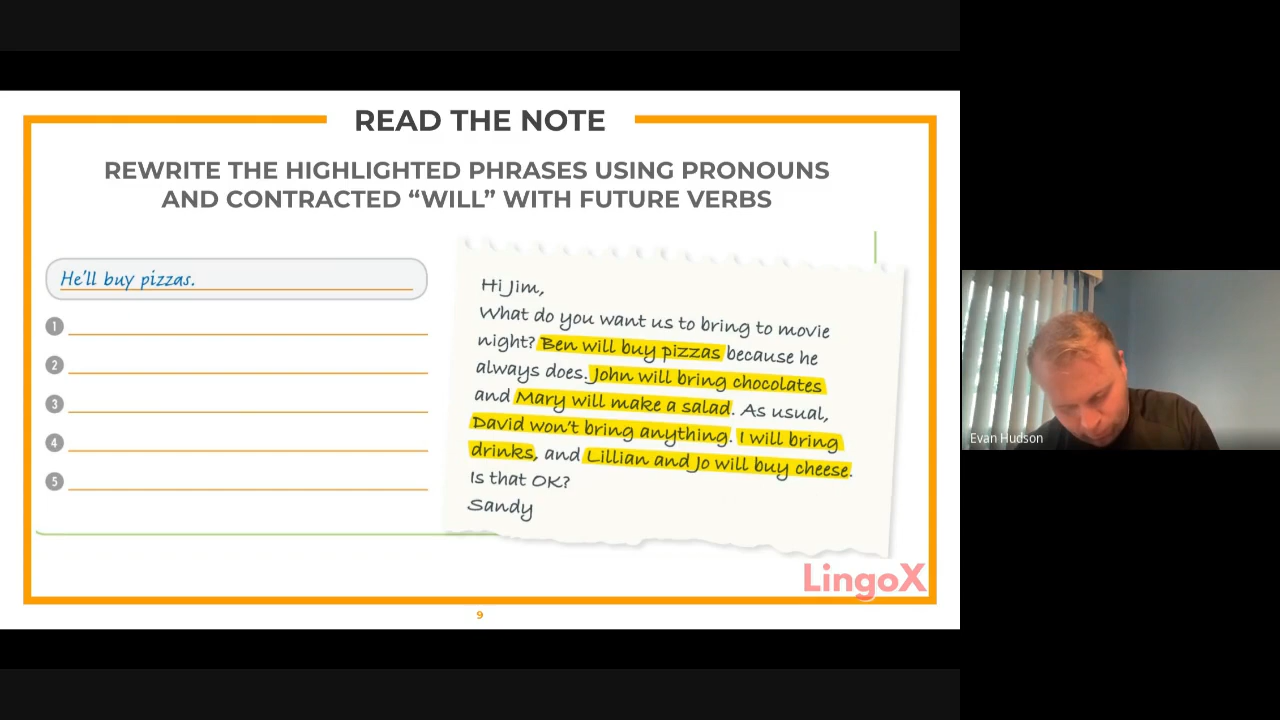 READ THE NOTE
REWRITE THE HIGHLIGHTED PHRASES USING PRONOUNS
AND CONTRACTED “WILL” WITH FUTURE VERBS
He'll buy pizzas.
1
2
3
4
5
Hi Jim,
What do you want us to bring to movie
night? Ben will buy pizzas because he
always does. John will bring chocolates
and Mary will make a salad. As usual,
David won't bring anything. I will bring
drinks, and Lillian and Jo will buy cheese.
Is that OK?
Sandy
LingoX
9
Evan Hudson